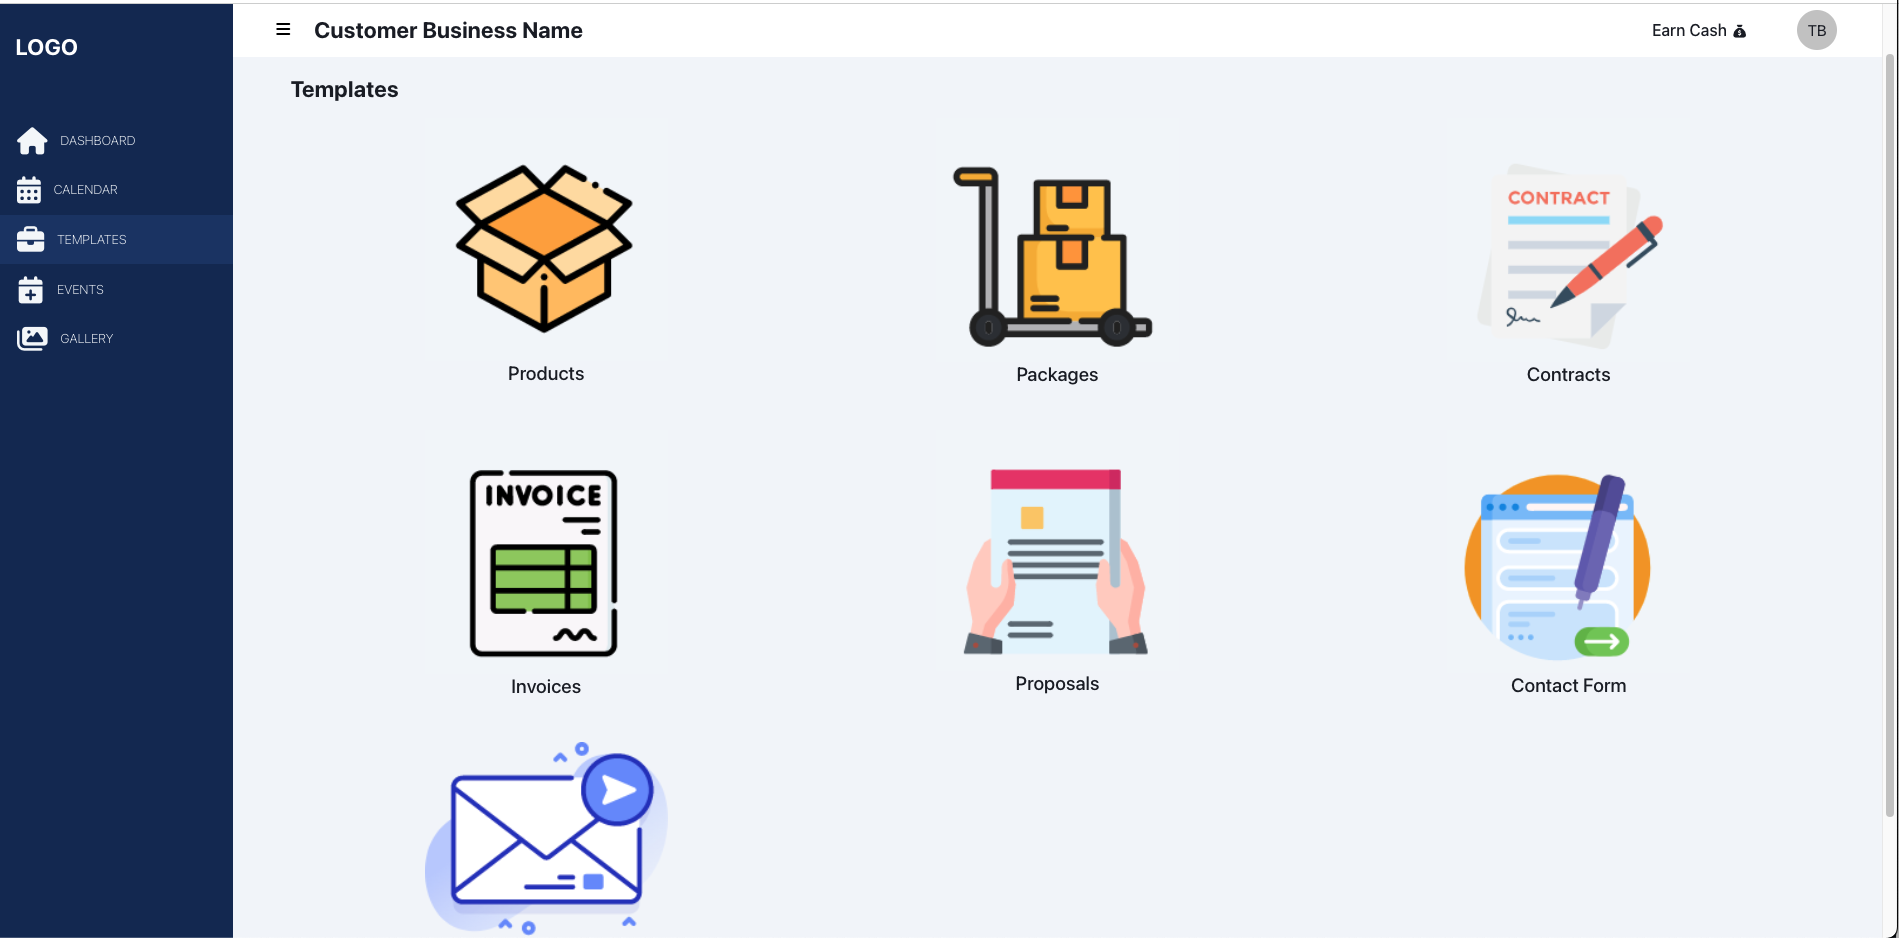 LOGO
Customer Business Name
Earn Cash
TB
DASHBOARD
CALENDAR
TEMPLATES
EVENTS
GALLERY
Templates
CONTRACT
Products
Packages
Contracts
INVOICE
Invoices
Proposals
Contact Form